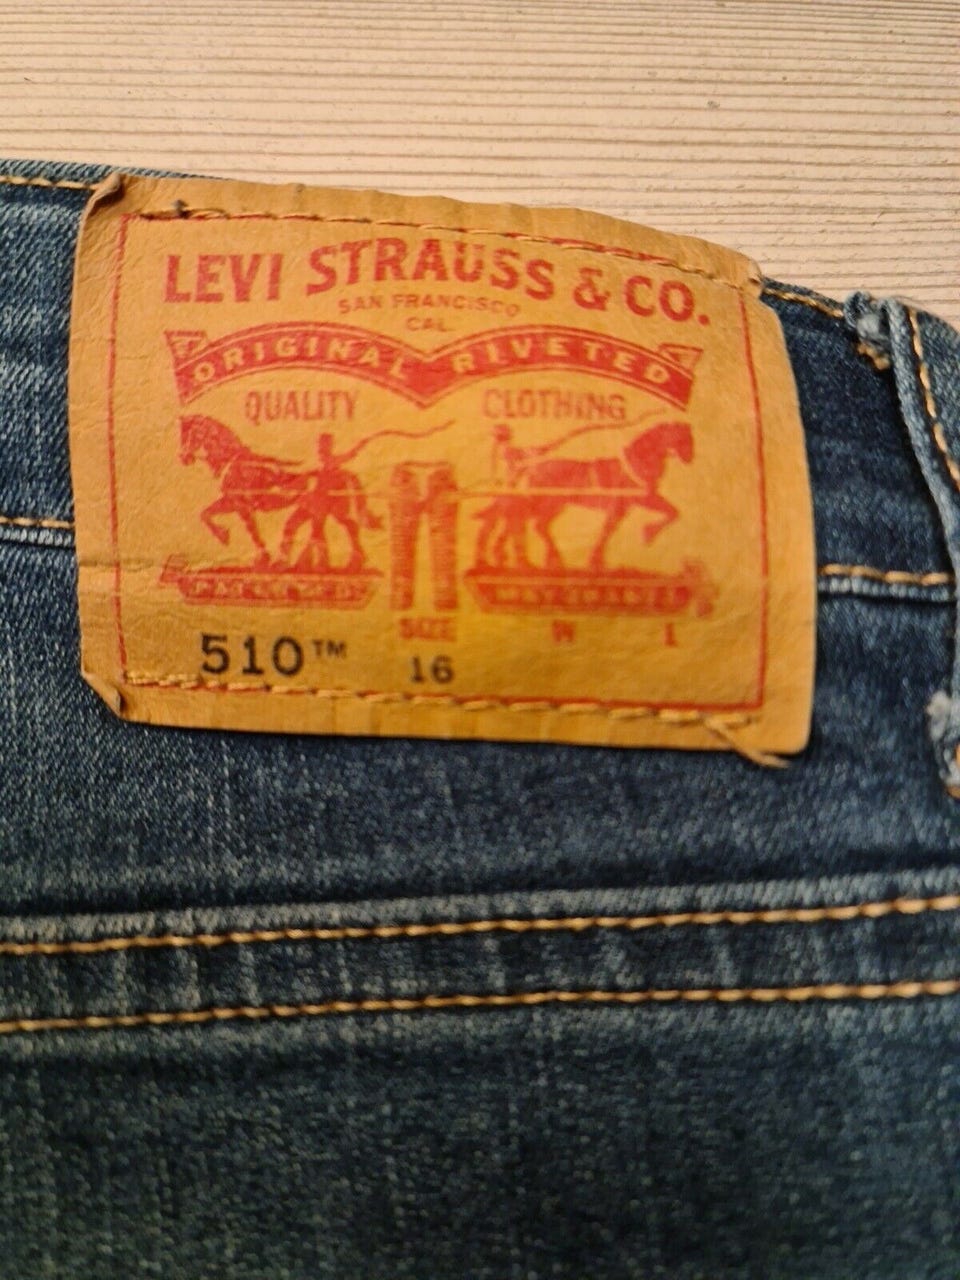 LEVI STRAUSS & CO.
SAN FRANCISCO
CAL
ORIGINAL RIVETED
QUALITY CLOTHING
SIZE W L
510™ 16